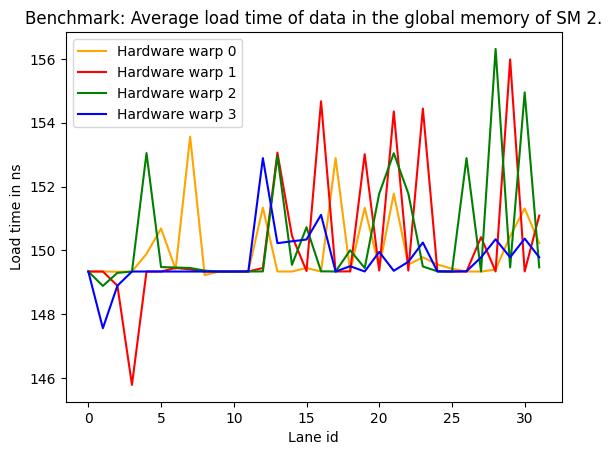 Benchmark: Average load time of data in the global memory of SM 2.
Hardware warp 0
Hardware warp 1
Hardware warp 2
Hardware warp 3
Load time in ns
156
154
152
150
148
146
0
5
10
15
20
25
30
Lane id